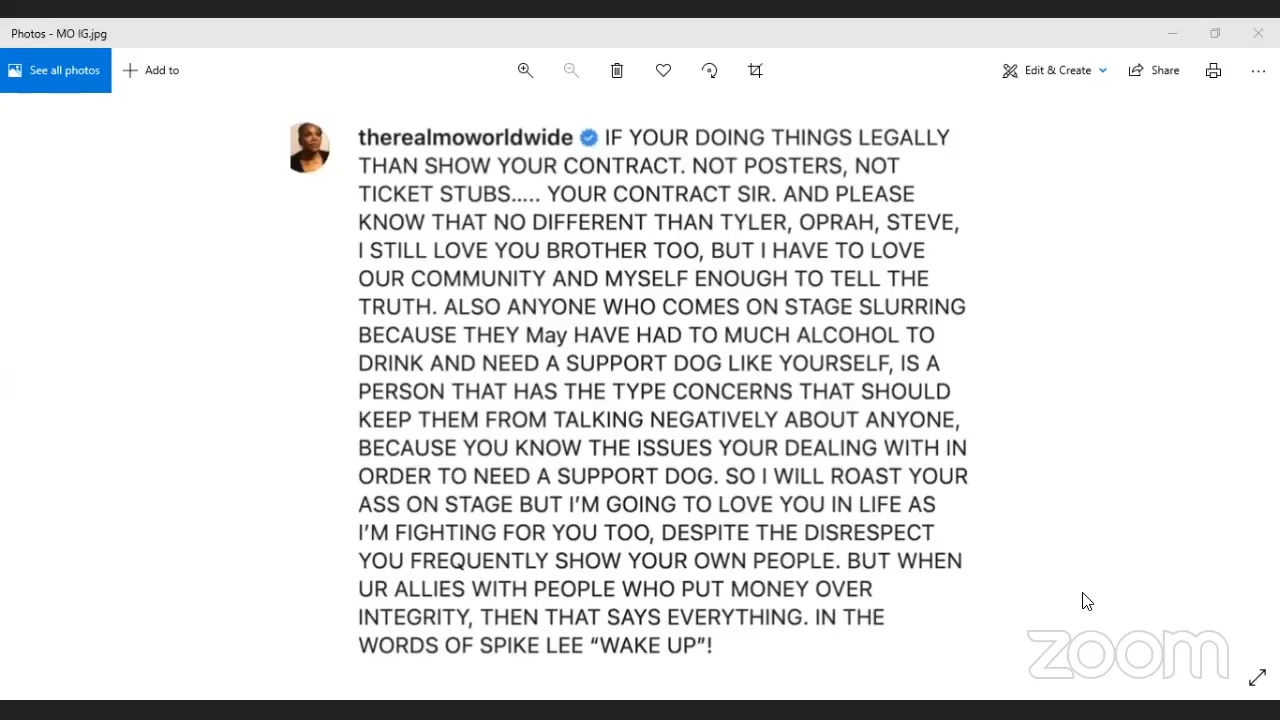 Photos - MO IG.jpg
See all photos
Add to
Edit & Create
Share
therealmoworldwide IF YOUR DOING THINGS LEGALLY
THAN SHOW YOUR CONTRACT. NOT POSTERS, NOT
TICKET STUBS..... YOUR CONTRACT SIR. AND PLEASE
KNOW THAT NO DIFFERENT THAN TYLER, OPRAH, STEVE,
I STILL LOVE YOU BROTHER TOO, BUT I HAVE TO LOVE
OUR COMMUNITY AND MYSELF ENOUGH TO TELL THE
TRUTH. ALSO ANYONE WHO COMES ON STAGE SLURRING
BECAUSE THEY May HAVE HAD TO MUCH ALCOHOL TO
DRINK AND NEED A SUPPORT DOG LIKE YOURSELF, IS A
PERSON THAT HAS THE TYPE CONCERNS THAT SHOULD
KEEP THEM FROM TALKING NEGATIVELY ABOUT ANYONE,
BECAUSE YOU KNOW THE ISSUES YOUR DEALING WITH IN
ORDER TO NEED A SUPPORT DOG. SO I WILL ROAST YOUR
ASS ON STAGE BUT I'M GOING TO LOVE YOU IN LIFE AS
I'M FIGHTING FOR YOU TOO, DESPITE THE DISRESPECT
YOU FREQUENTLY SHOW YOUR OWN PEOPLE. BUT WHEN
UR ALLIES WITH PEOPLE WHO PUT MONEY OVER
INTEGRITY, THEN THAT SAYS EVERYTHING. IN THE
WORDS OF SPIKE LEE “WAKE UP”!
zoom